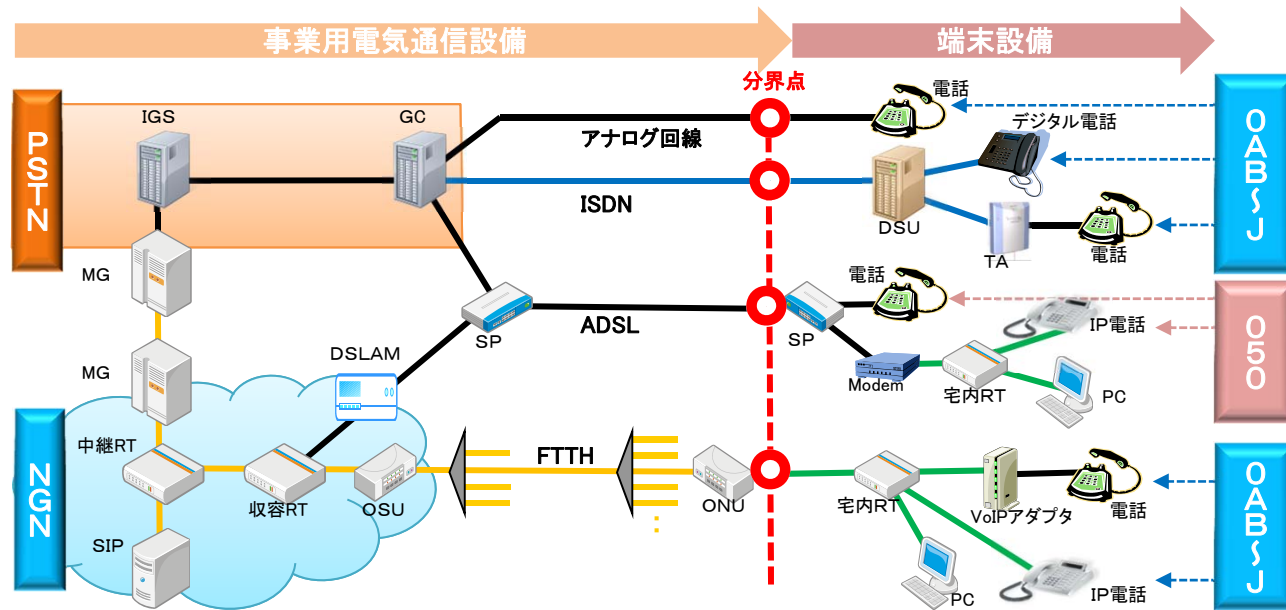 事業用電気通信設備
端末設備
分界点
PSTN
IGS
GC
アナログ回線
ISDN
電話
デジタル電話
DSU
TA
電話
0AB~J
MG
SP
ADSL
SP
電話
IP電話
Modem
宅内RT
PC
050
MG
DSLAM
NGN
中継RT
収容RT
OSU
FTTH
ONU
SIP
宅内RT
VoIPアダプタ
電話
PC
IP電話
0AB~J